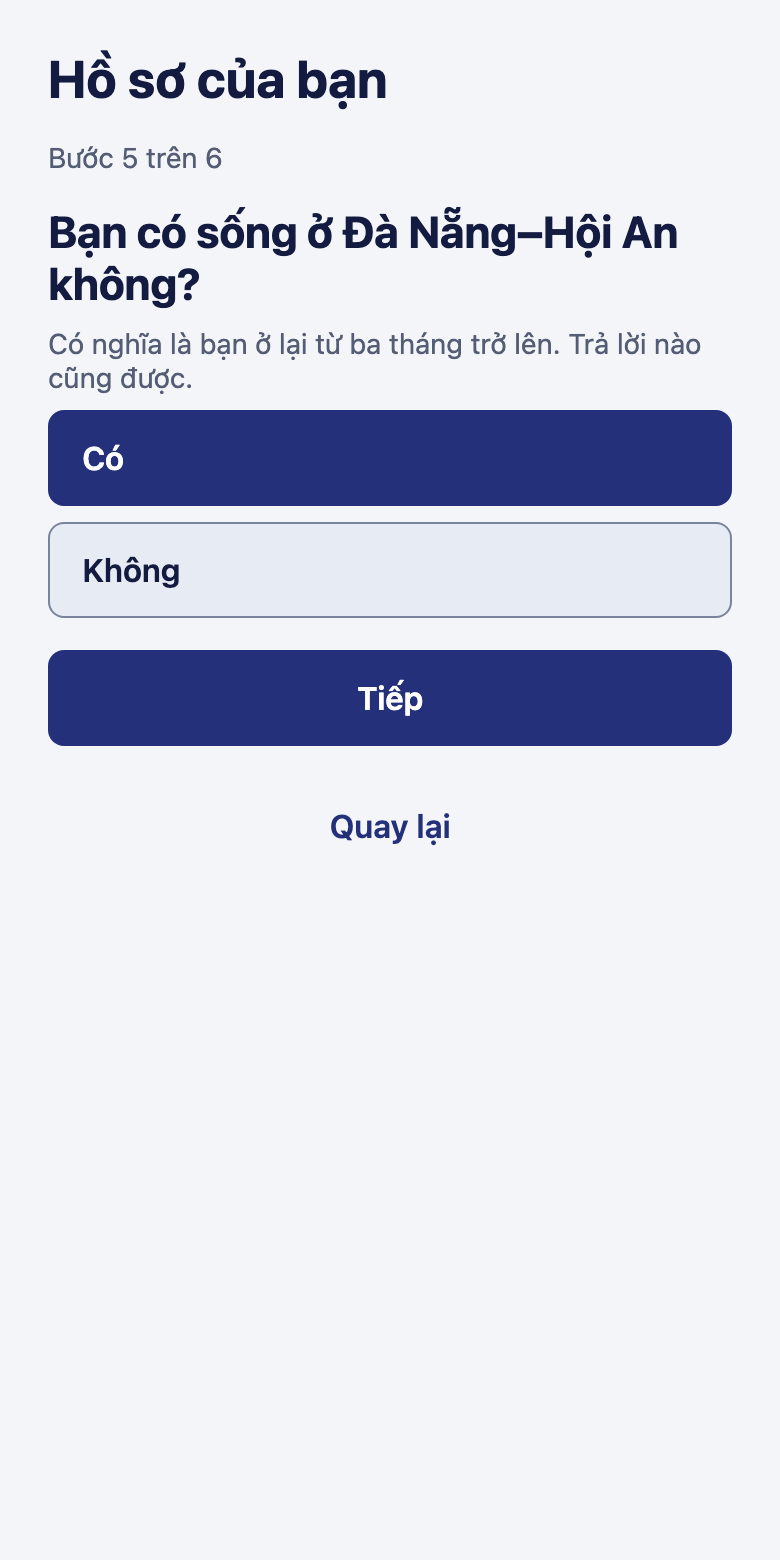 Hồ sơ của bạn
Bước 5 trên 6
Bạn có sống ở Đà Nẵng–Hội An
không?
Có nghĩa là bạn ở lại từ ba tháng trở lên. Trả lời nào
cũng được.
Có
Không
Tiếp
Quay lại